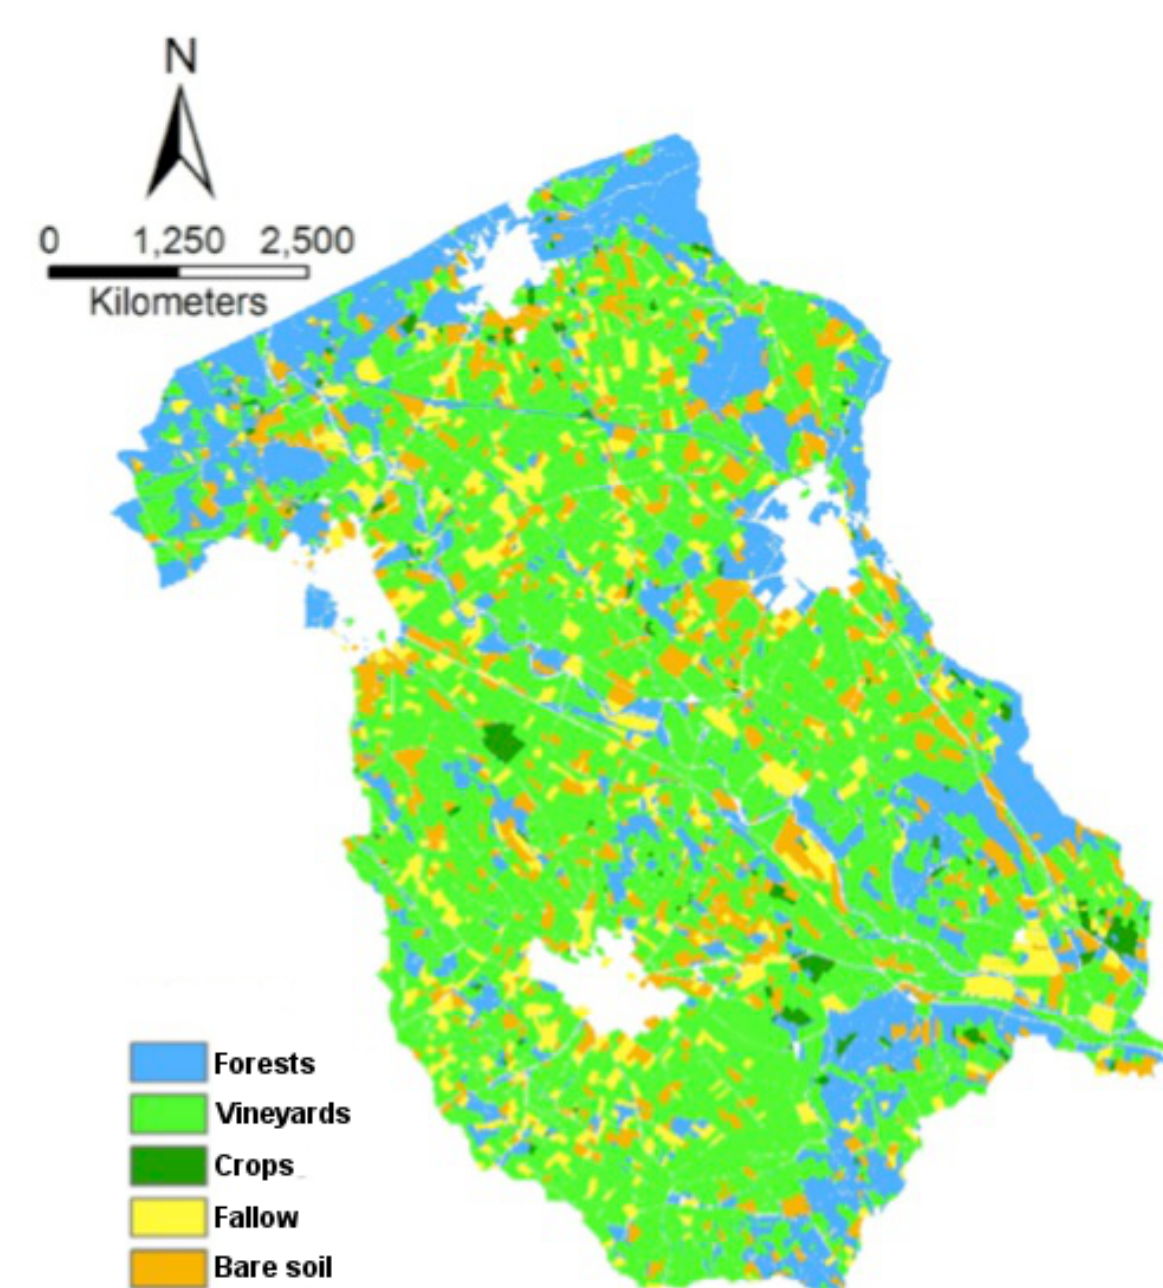 N
0 1,250 2,500
Kilometers
Forests
Vineyards
Crops
Fallow
Bare soil